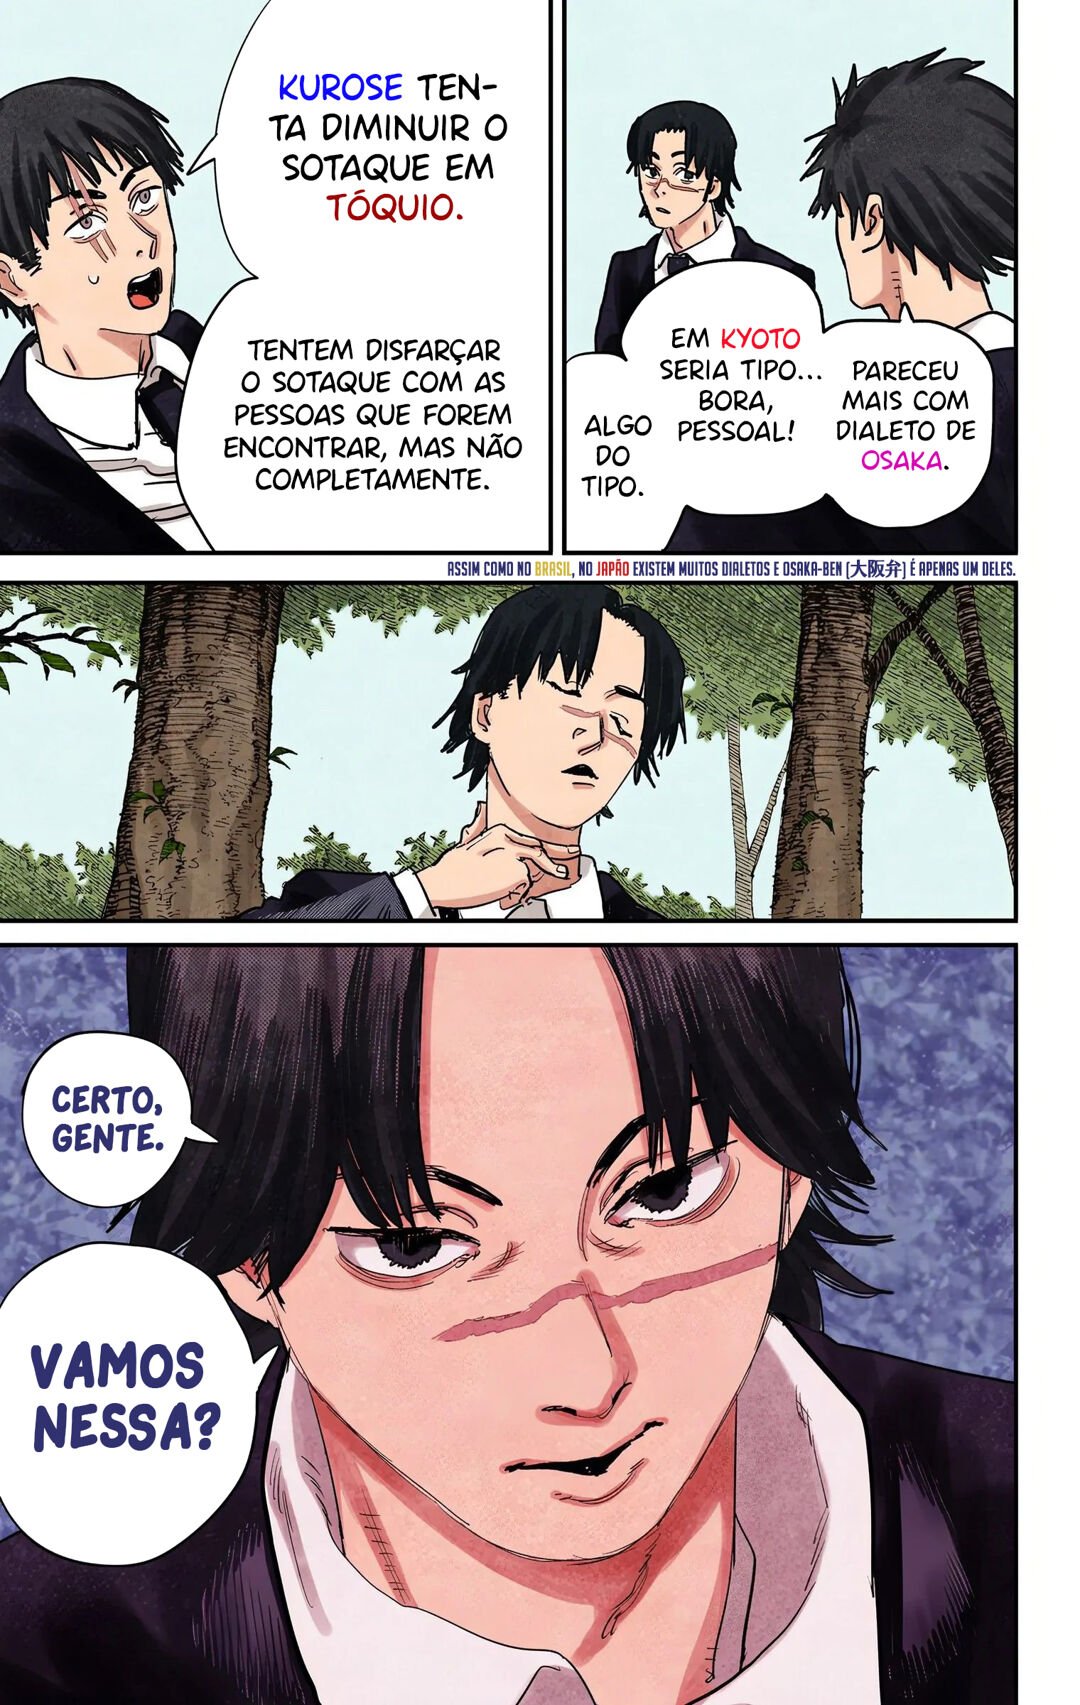 PARECEU
MAIS COM
DIALETO DE
OSAKA.
EM KYOTO
SERIA TIPO...
BORA,
PESSOAL!
ALGO
DO
TIPO.
KUROSE TEN-
TA DIMINUIR O
SOTAQUE EM
TÓQUIO.
TENTEM DISFARÇAR
O SOTAQUE COM AS
PESSOAS QUE FOREM
ENCONTRAR, MAS NÃO
COMPLETAMENTE.
ASSIM COMO NO BRASIL, NO JAPÃO EXISTEM MUITOS DIALETOS E OSAKA-BEN [大阪弁] É APENAS UM DELES.
CERTO,
GENTE.
VAMOS
NESSA?